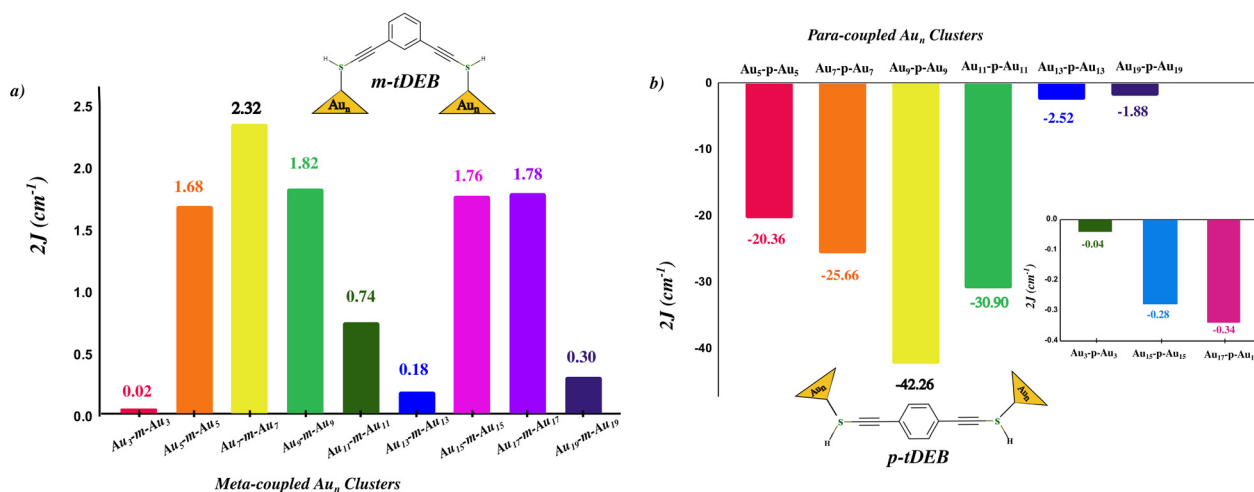 a)
2J (cm⁻¹)
2.5
2.0
1.5
1.0
0.5
0.0
0.02
1.68
2.32
1.82
0.74
0.18
1.76
1.78
0.30
H
S
S
H
m-tDEB
Auₙ
Auₙ
Au₃-m-Au₃
Au₅-m-Au₅
Au₇-m-Au₇
Au₉-m-Au₉
Au₁₁-m-Au₁₁
Au₁₃-m-Au₁₃
Au₁₅-m-Au₁₅
Au₁₇-m-Au₁₇
Au₁₉-m-Au₁₉
Meta-coupled Auₙ Clusters
Para-coupled Auₙ Clusters
b)
Au₅-p-Au₅
Au₇-p-Au₇
Au₉-p-Au₉
Au₁₁-p-Au₁₁
Au₁₃-p-Au₁₃
Au₁₉-p-Au₁₉
2J (cm⁻¹)
0
-10
-20
-30
-40
-20.36
-25.66
-42.26
-30.90
-2.52
-1.88
2J (cm⁻¹)
0.0
-0.1
-0.2
-0.3
-0.4
-0.04
-0.28
-0.34
Au₃-p-Au₃
Au₁₅-p-Au₁₅
Au₁₇-p-Au₁
Auₙ
Auₙ
S
H
S
H
p-tDEB